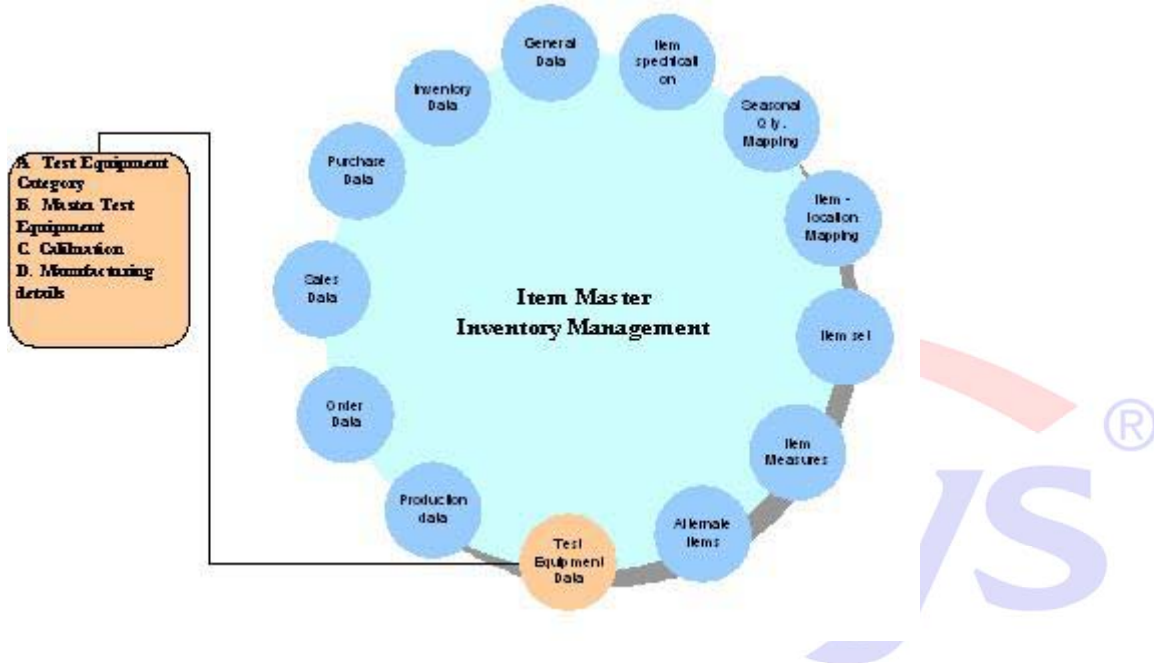 General
Data
Item
specificati
on
Inventory
Data
Seasonal
Qty.
Mapping
A. Test Equipment
Category
B. Master Test
Equipment
C. Calibration
D. Manufacturing
details
Purchase
Data
Item -
location
Mapping
Sales
Data
Item Master
Inventory Management
Item set
Order
Data
Item
Measures
Production
data
Alternate
Items
Test
Equipment
Data
ys
®